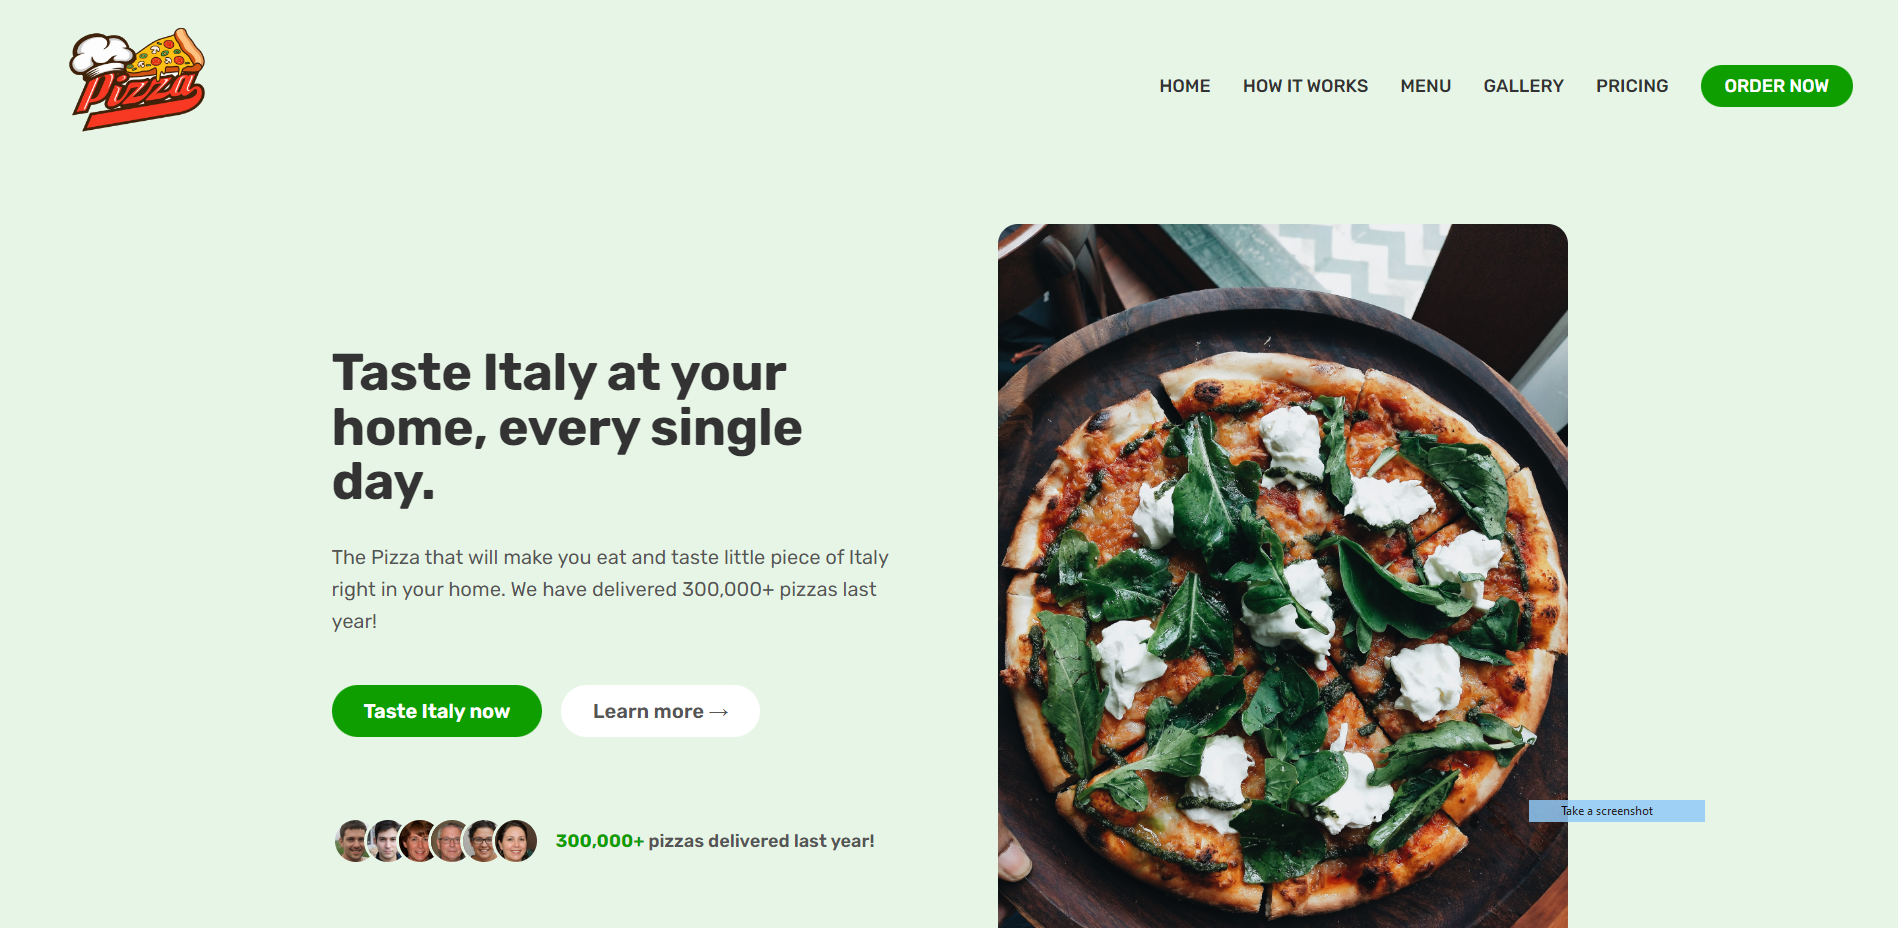 Pizza
HOME HOW IT WORKS MENU GALLERY PRICING ORDER NOW
Taste Italy at your
home, every single
day.
The Pizza that will make you eat and taste little piece of Italy
right in your home. We have delivered 300,000+ pizzas last
year!
Taste Italy now Learn more →
300,000+ pizzas delivered last year!
Take a screenshot